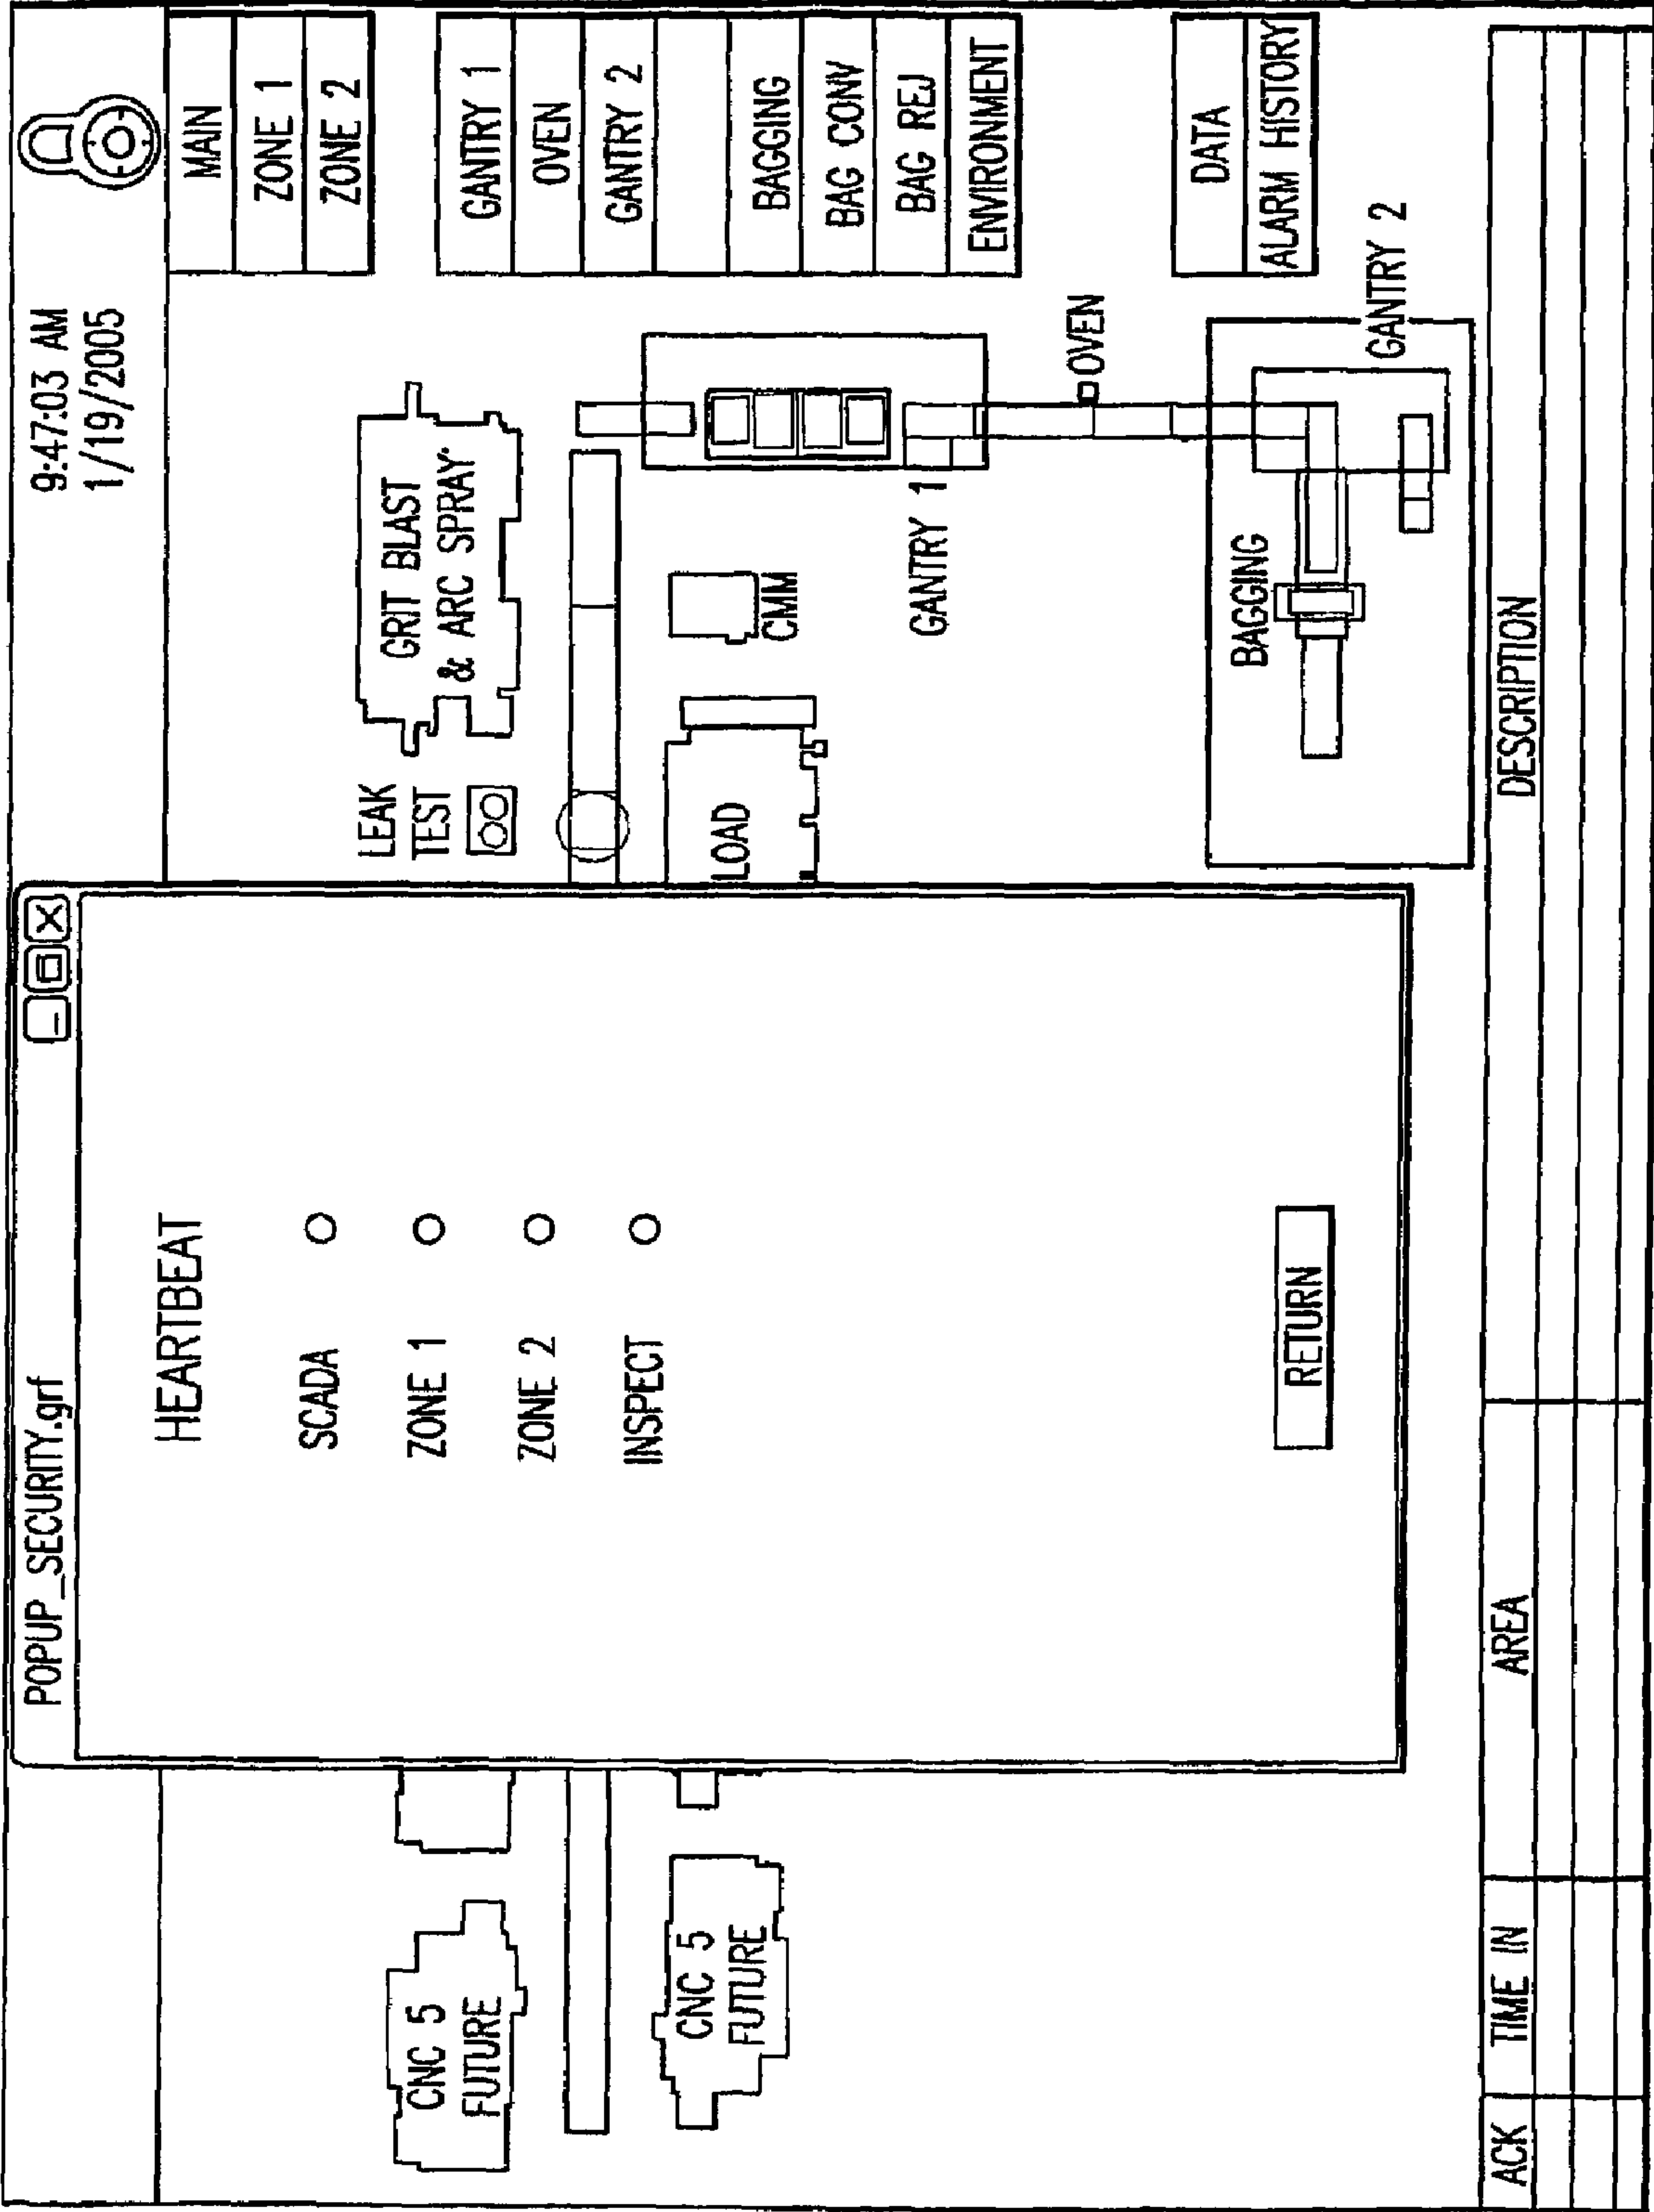 POPUP_SECURITY.grf
9:47:03 AM
1/19/2005
HEARTBEAT
SCADA
ZONE 1
ZONE 2
INSPECT
RETURN
MAIN
ZONE 1
ZONE 2
GANTRY 1
OVEN
GANTRY 2
BAGGING
BAG CONV
BAG REJ
ENVIRONMENT
DATA
ALARM HISTORY
CNC 5
FUTURE
CNC 5
FUTURE
LEAK
TEST
GRIT BLAST
& ARC SPRAY
LOAD
CMM
GANTRY 1
OVEN
BAGGING
GANTRY 2
ACK TIME IN AREA DESCRIPTION